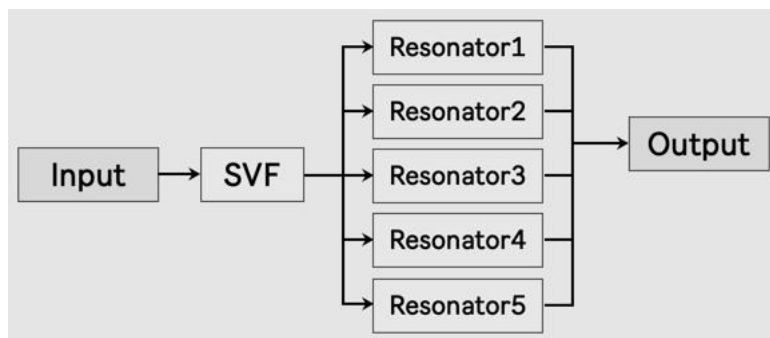 Input
SVF
Resonator1
Resonator2
Resonator3
Resonator4
Resonator5
Output